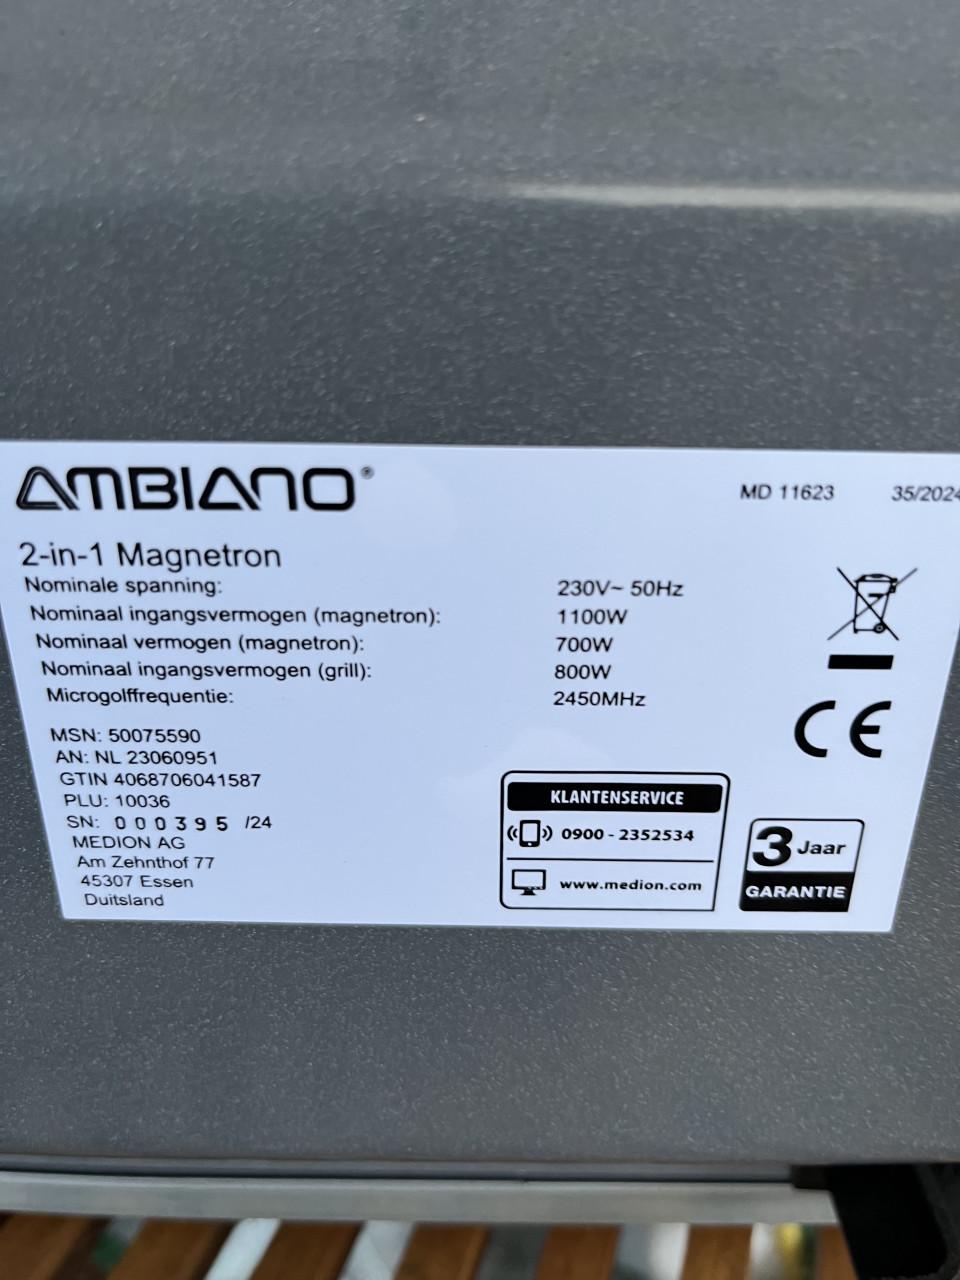 AMBIANO®
MD 11623 35/2024
2-in-1 Magnetron
Nominale spanning: 230V~ 50Hz
Nominaal ingangsvermogen (magnetron): 1100W
Nominaal vermogen (magnetron): 700W
Nominaal ingangsvermogen (grill): 800W
Microgolffrequentie: 2450MHz
MSN: 50075590
AN: NL 23060951
GTIN 4068706041587
PLU: 10036
SN: 000395 /24
MEDION AG
Am Zehnthof 77
45307 Essen
Duitsland
KLANTENSERVICE
0900 - 2352534
www.medion.com
3 Jaar
GARANTIE
CE